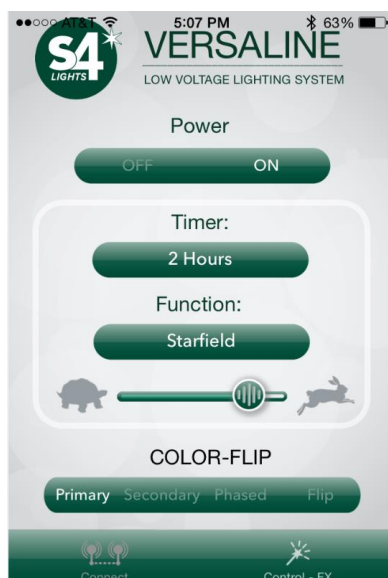 AT&T 5:07 PM 63%
S4
LIGHTS
VERSALINE
LOW VOLTAGE LIGHTING SYSTEM
Power
OFF ON
Timer:
2 Hours
Function:
Starfield
COLOR-FLIP
Primary Secondary Phased Flip
Connect Control - FX